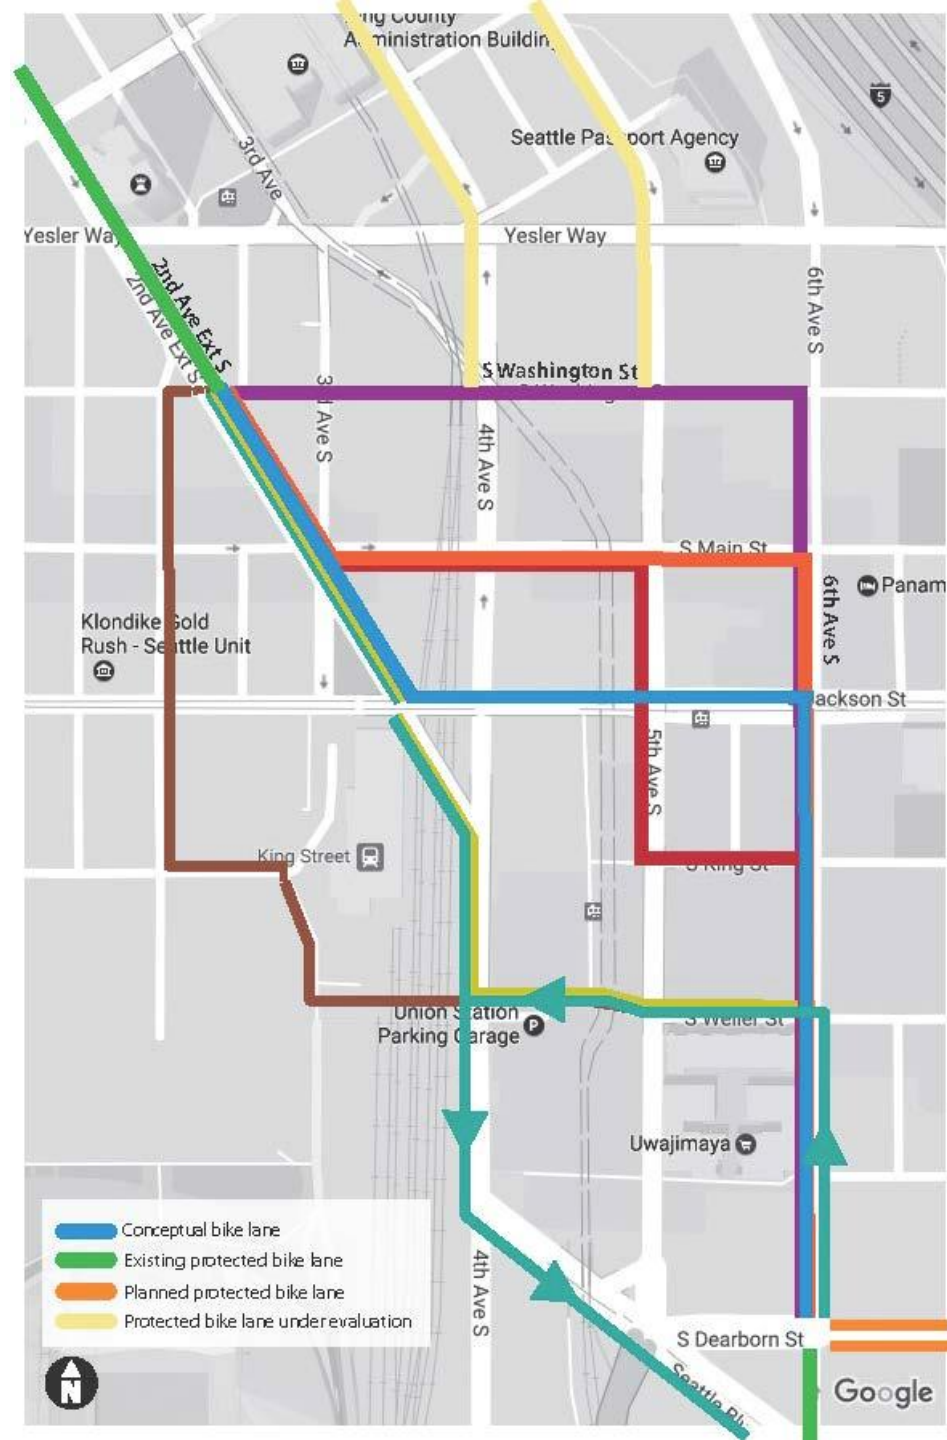 King County
Administration Building
5
Seattle Passport Agency
3rd Ave
Yesler Way
Yesler Way
2nd Ave Ext S
2nd Ave Ext S
6th Ave S
S Washington St
3rd Ave S
4th Ave S
S Main St
Panam
6th Ave S
Klondike Gold
Rush - Seattle Unit
Jackson St
5th Ave S
King Street
S King St
Union Station
Parking Garage
P
S Weller St
Uwajimaya
Conceptual bike lane
Existing protected bike lane
Planned protected bike lane
Protected bike lane under evaluation
4th Ave S
S Dearborn St
Seattle Blv
N
Google